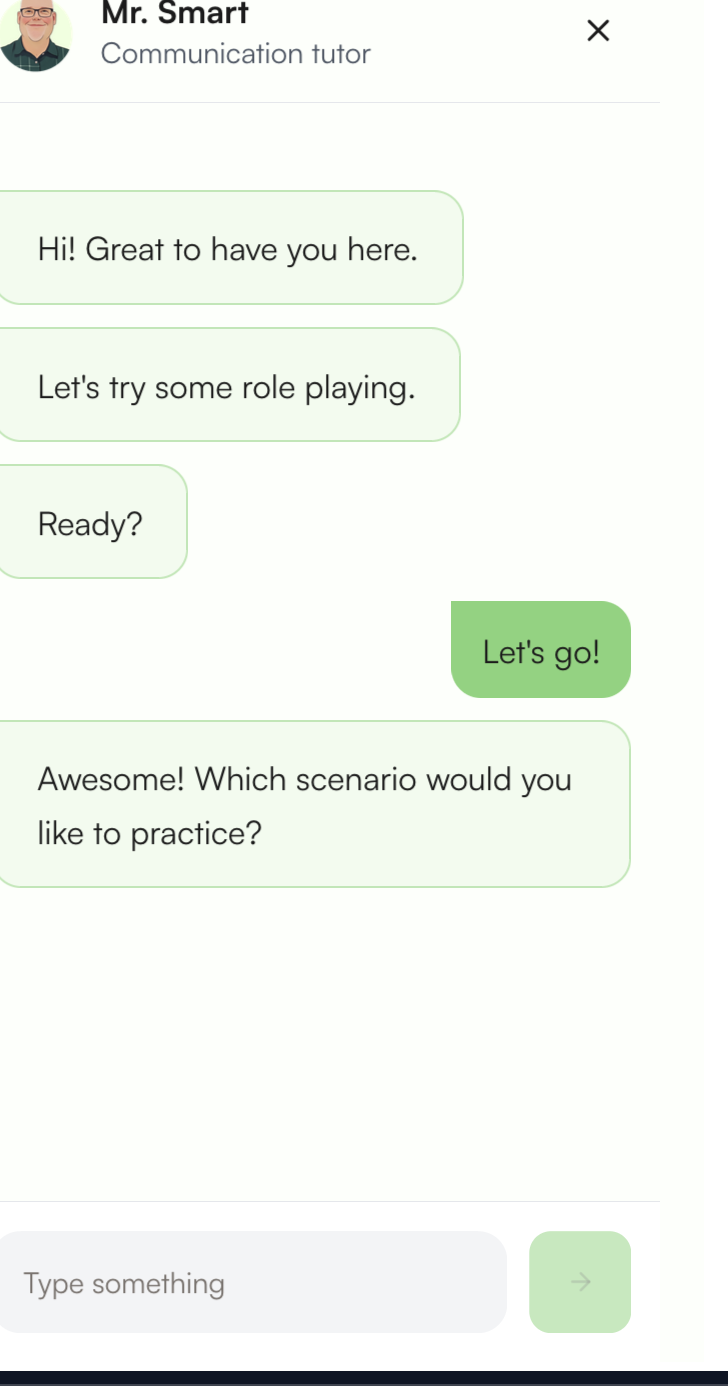 Mr. Smart
Communication tutor
Hi! Great to have you here.
Let's try some role playing.
Ready?
Let's go!
Awesome! Which scenario would you
like to practice?
Type something